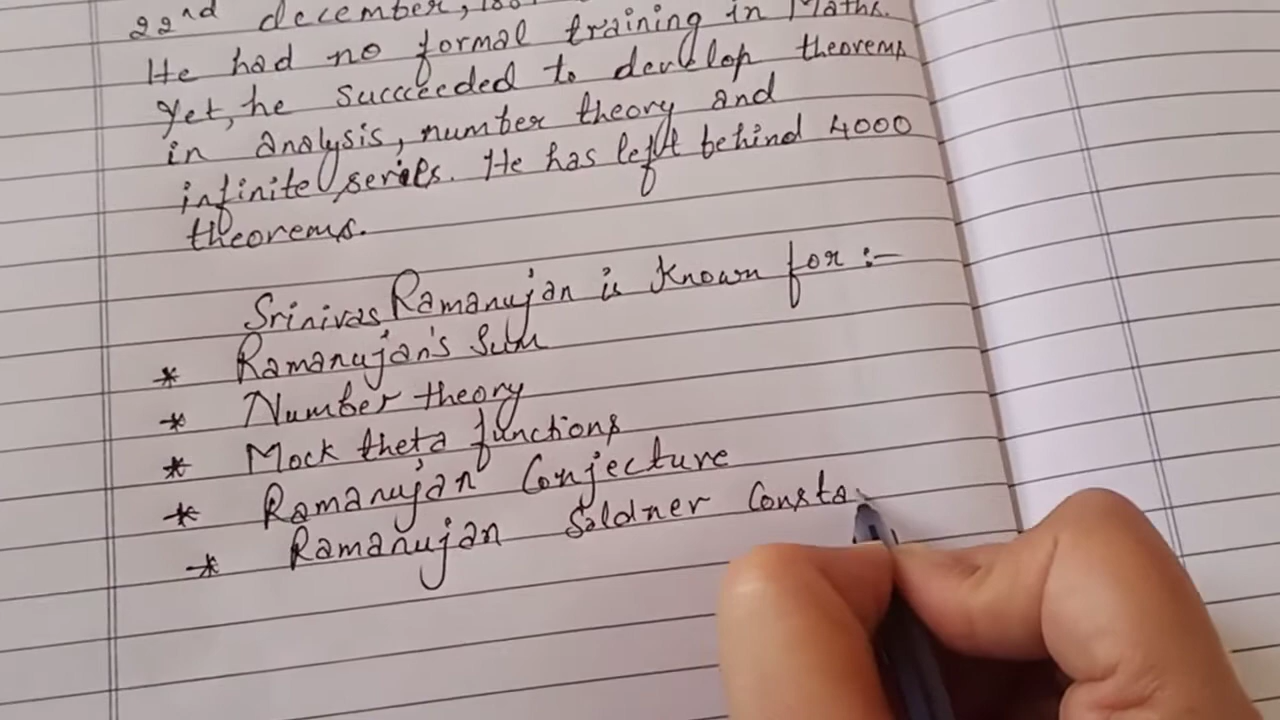 22nd december,
He had no formal training in Maths.
Yet, he succceeded to develop theorems
in analysis, number theory and
infinite series. He has left behind 4000
theorems.
Srinivas Ramanujan is known for :-
* Ramanujan's Sum
* Number theory
* Mock theta functions
* Ramanujan Conjecture
* Ramanujan Soldner Consta